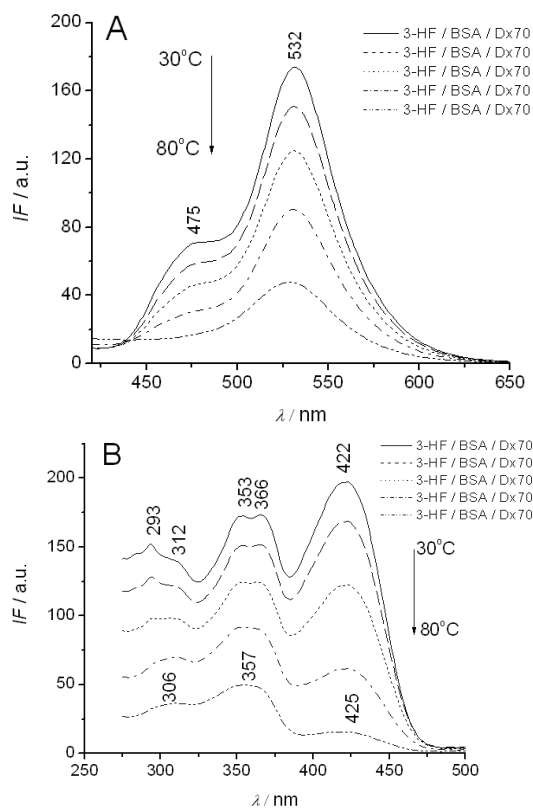 A
532
3-HF / BSA / Dx70
3-HF / BSA / Dx70
3-HF / BSA / Dx70
3-HF / BSA / Dx70
3-HF / BSA / Dx70
30°C
80°C
475
200
160
120
80
40
0
IF / a.u.
450 500 550 600 650
λ / nm
B
422
3-HF / BSA / Dx70
3-HF / BSA / Dx70
3-HF / BSA / Dx70
3-HF / BSA / Dx70
3-HF / BSA / Dx70
30°C
80°C
293
312
353
366
306
357
425
200
150
100
50
0
IF / a.u.
250 300 350 400 450 500
λ / nm